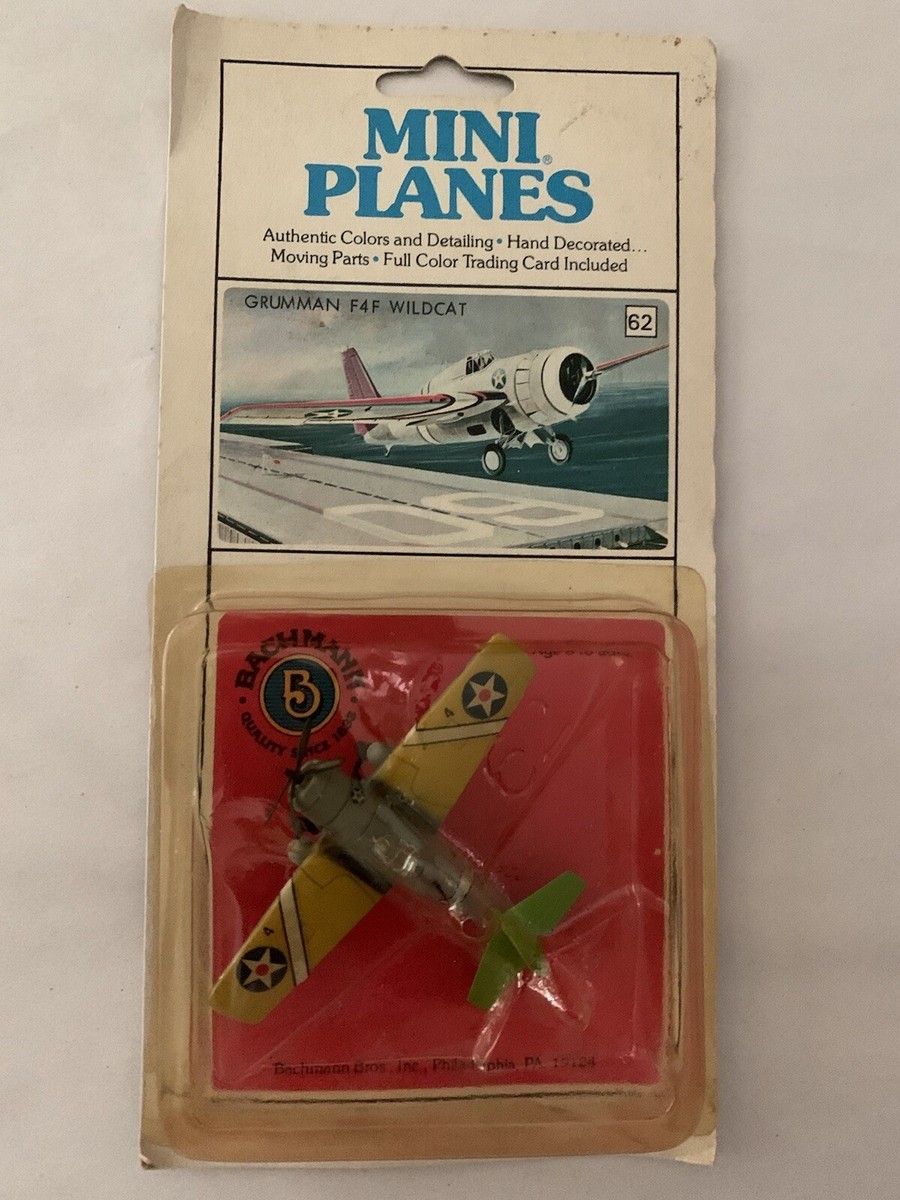 MINI®
PLANES
Authentic Colors and Detailing • Hand Decorated...
Moving Parts • Full Color Trading Card Included
GRUMMAN F4F WILDCAT
62
BACHMANN
B
QUALITY SINCE 1833
4
4
Bachmann Bros., Inc., Philadelphia, PA 19124